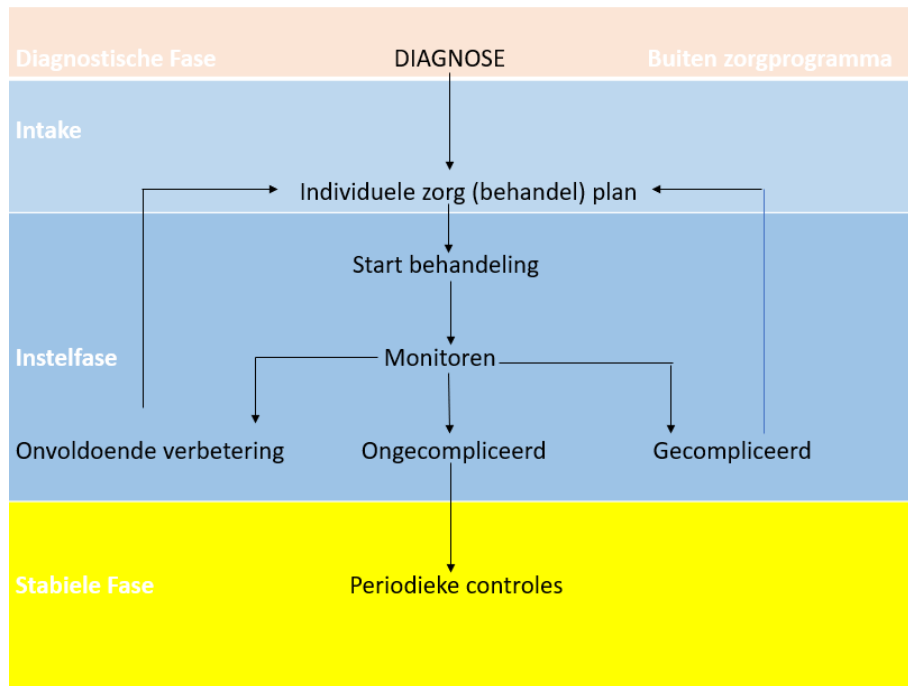 Diagnostische Fase DIAGNOSE Buiten zorgprogramma
Intake
Individuele zorg (behandel) plan
Start behandeling
Instelfase Monitoren
Onvoldoende verbetering Ongecompliceerd Gecompliceerd
Stabiele Fase Periodieke controles